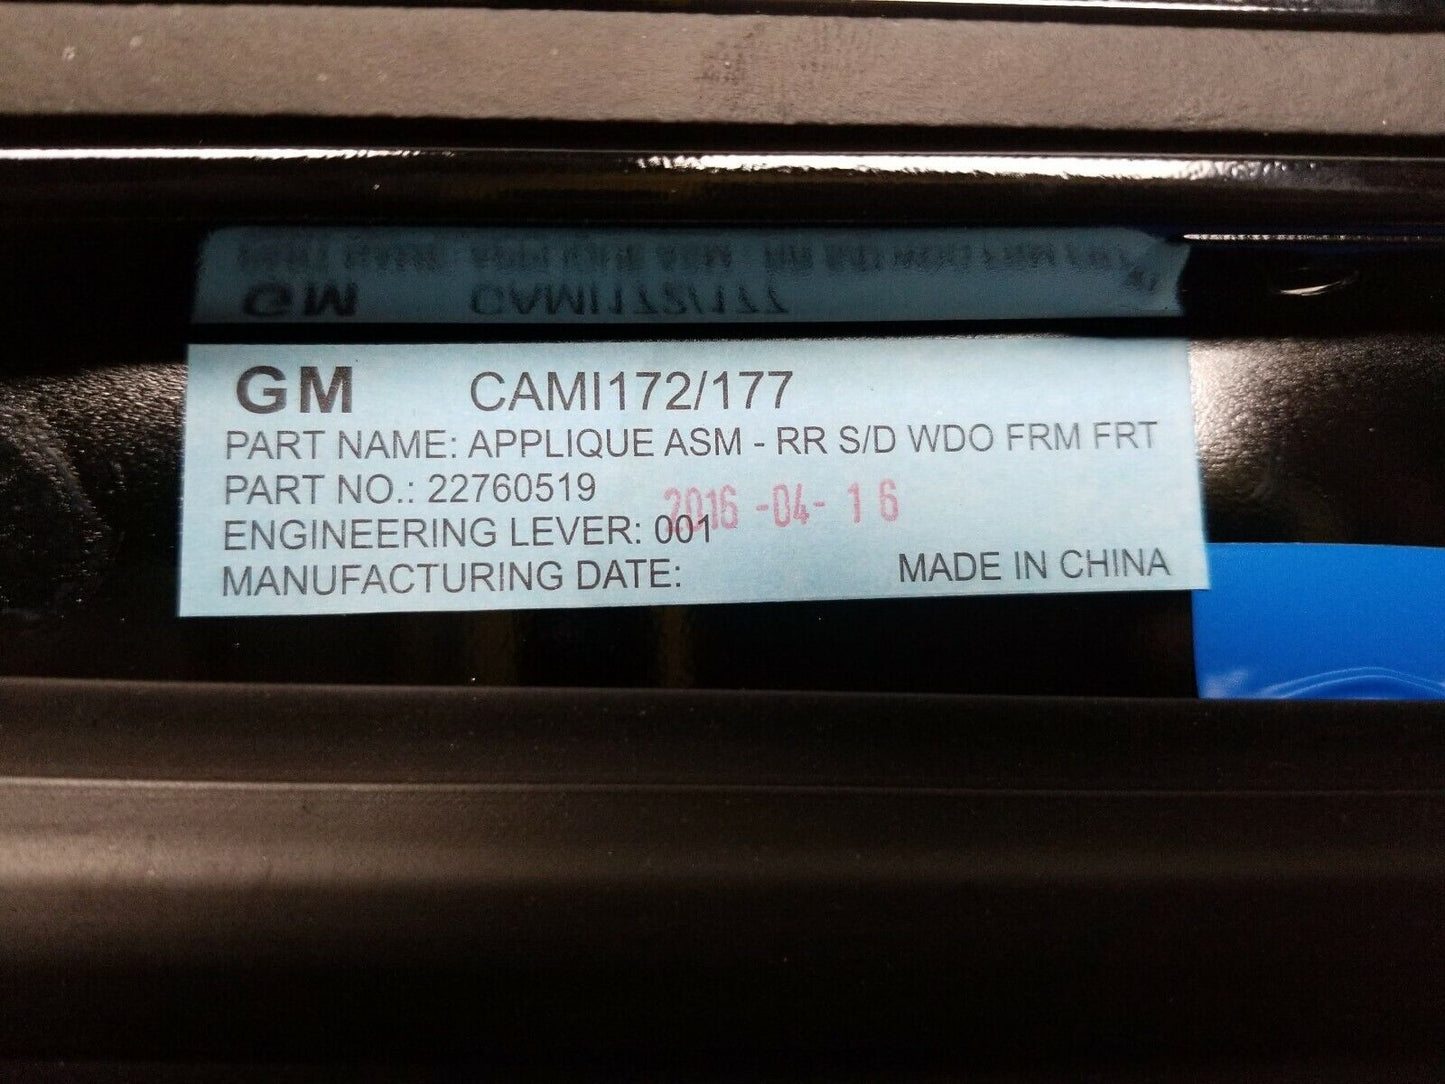 GM CAMI172/177
PART NAME: APPLIQUE ASM - RR S/D WDO FRM FRT
PART NO.: 22760519
2016 -04- 16
ENGINEERING LEVER: 001
MANUFACTURING DATE:
MADE IN CHINA